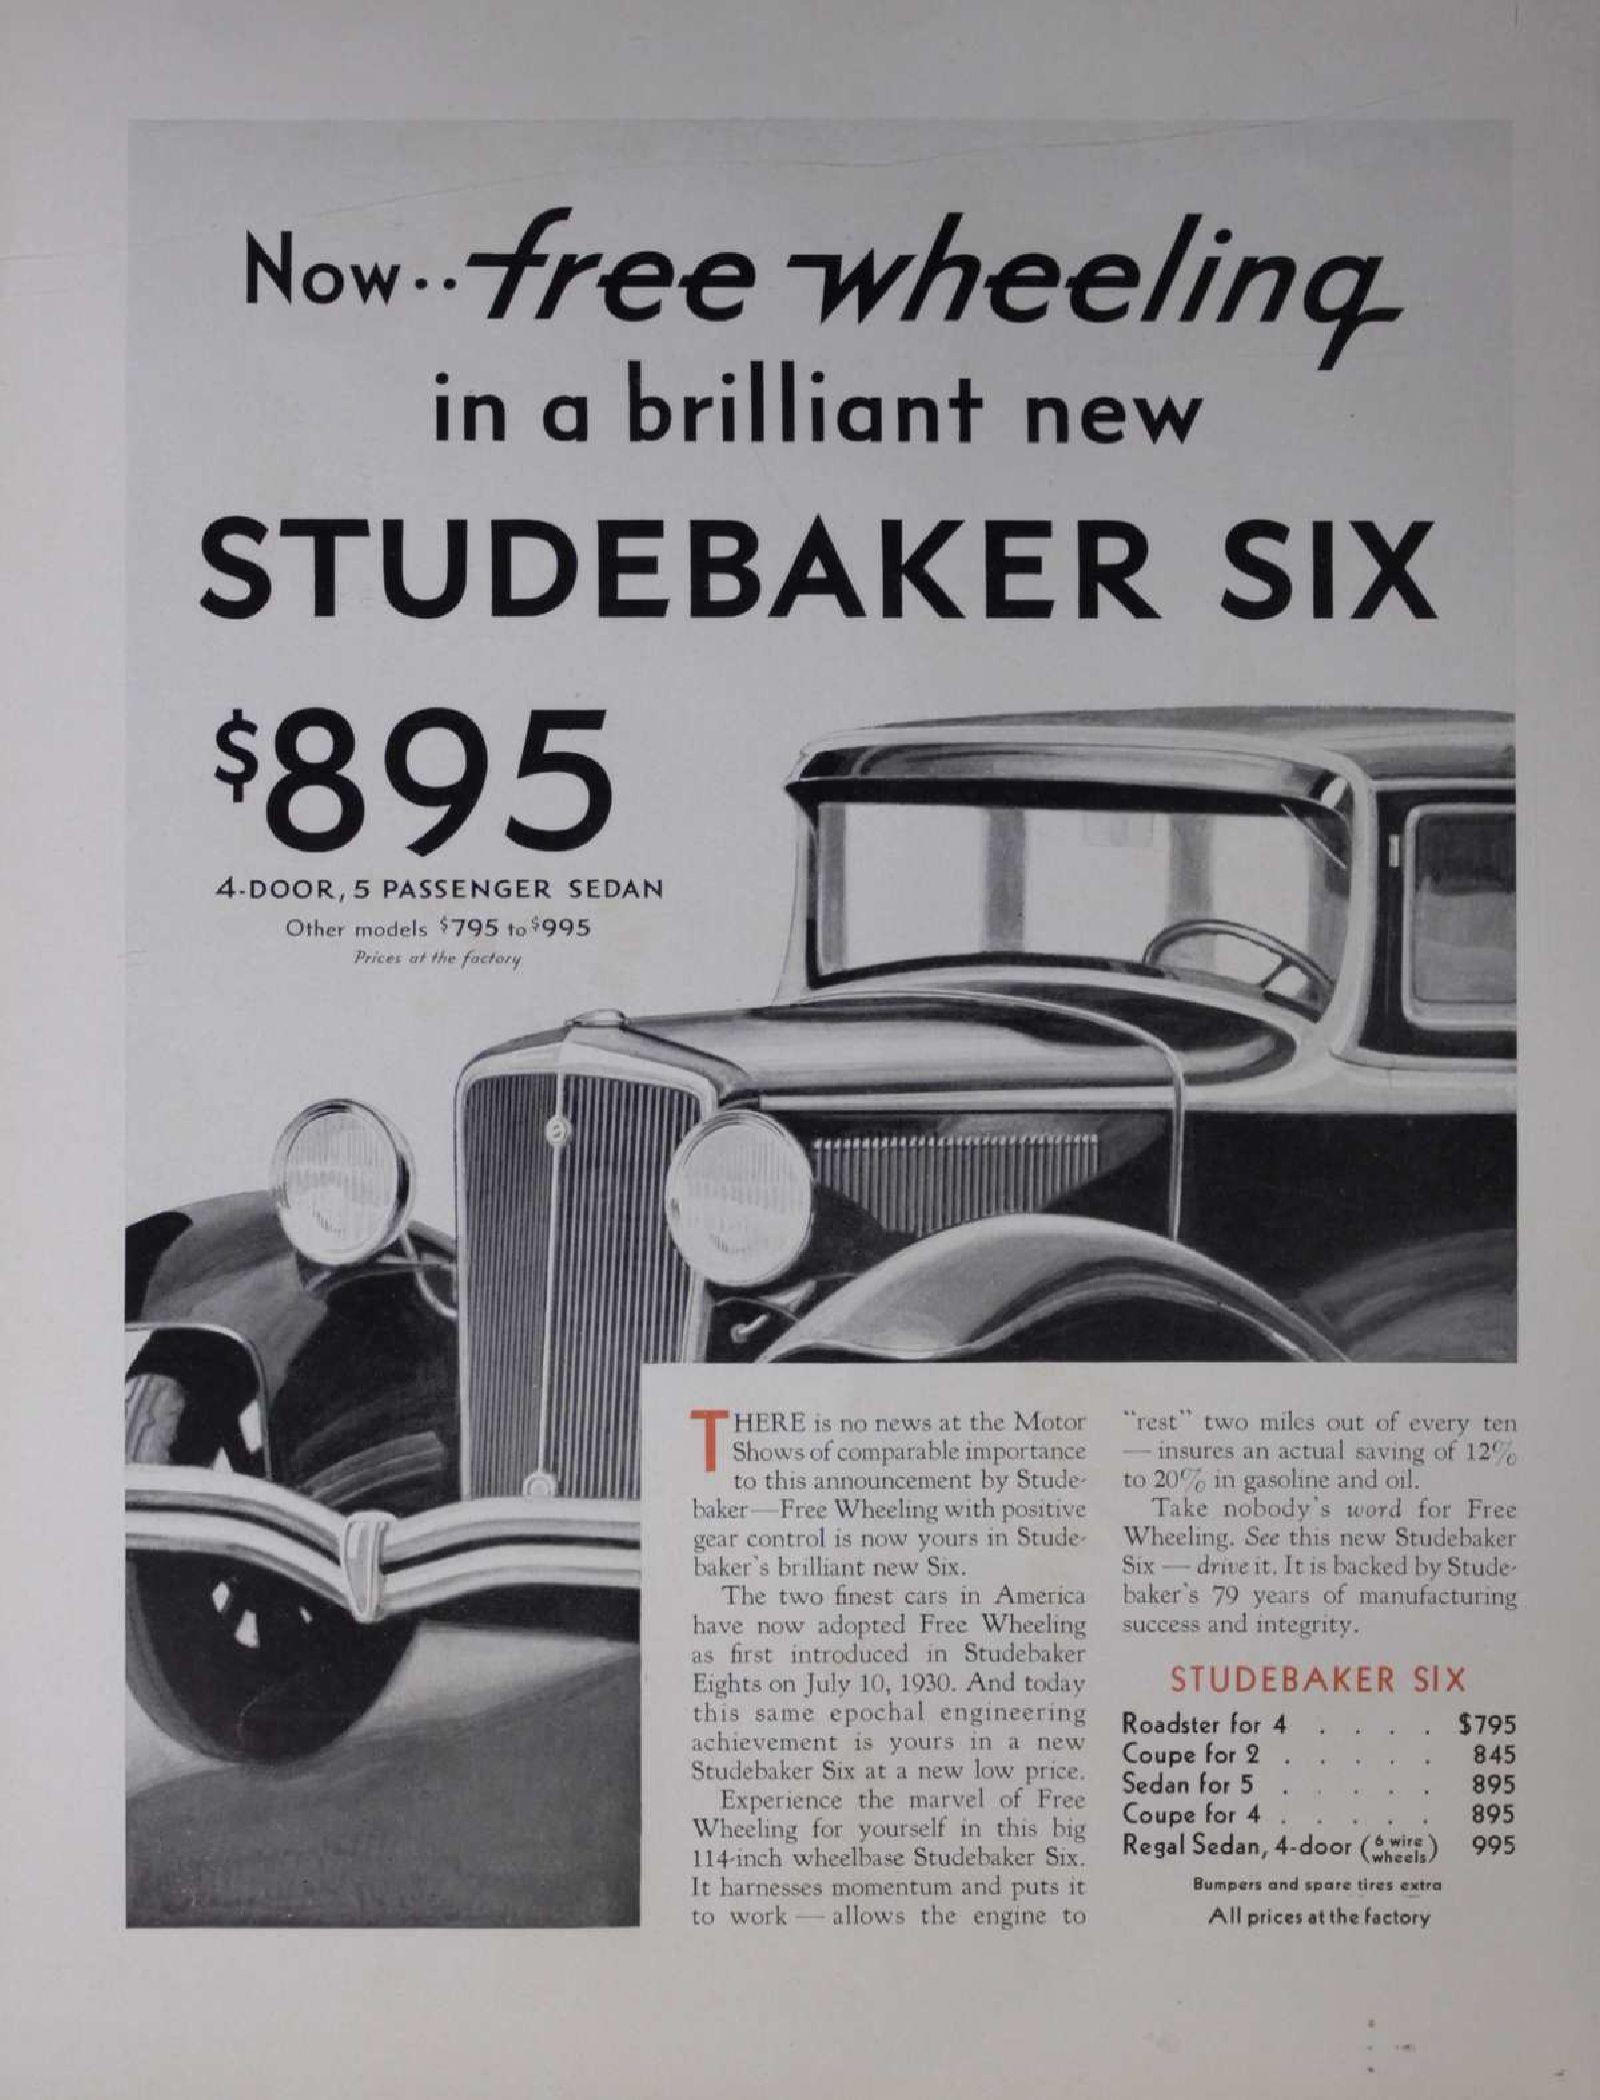 Now..free wheeling
in a brilliant new
STUDEBAKER SIX
$895
4-DOOR, 5 PASSENGER SEDAN
Other models $795 to $995
Prices at the factory
THERE is no news at the Motor
Shows of comparable importance
to this announcement by Stude-
baker—Free Wheeling with positive
gear control is now yours in Stude-
baker's brilliant new Six.
The two finest cars in America
have now adopted Free Wheeling
as first introduced in Studebaker
Eights on July 10, 1930. And today
this same epochal engineering
achievement is yours in a new
Studebaker Six at a new low price.
Experience the marvel of Free
Wheeling for yourself in this big
114-inch wheelbase Studebaker Six.
It harnesses momentum and puts it
to work — allows the engine to
"rest" two miles out of every ten
— insures an actual saving of 12%
to 20% in gasoline and oil.
Take nobody's word for Free
Wheeling. See this new Studebaker
Six — drive it. It is backed by Stude-
baker's 79 years of manufacturing
success and integrity.
STUDEBAKER SIX
Roadster for 4 . . . . $795
Coupe for 2 . . . . . 845
Sedan for 5 . . . . . 895
Coupe for 4 . . . . . 895
Regal Sedan, 4-door (6 wire wheels) 995
Bumpers and spare tires extra
All prices at the factory